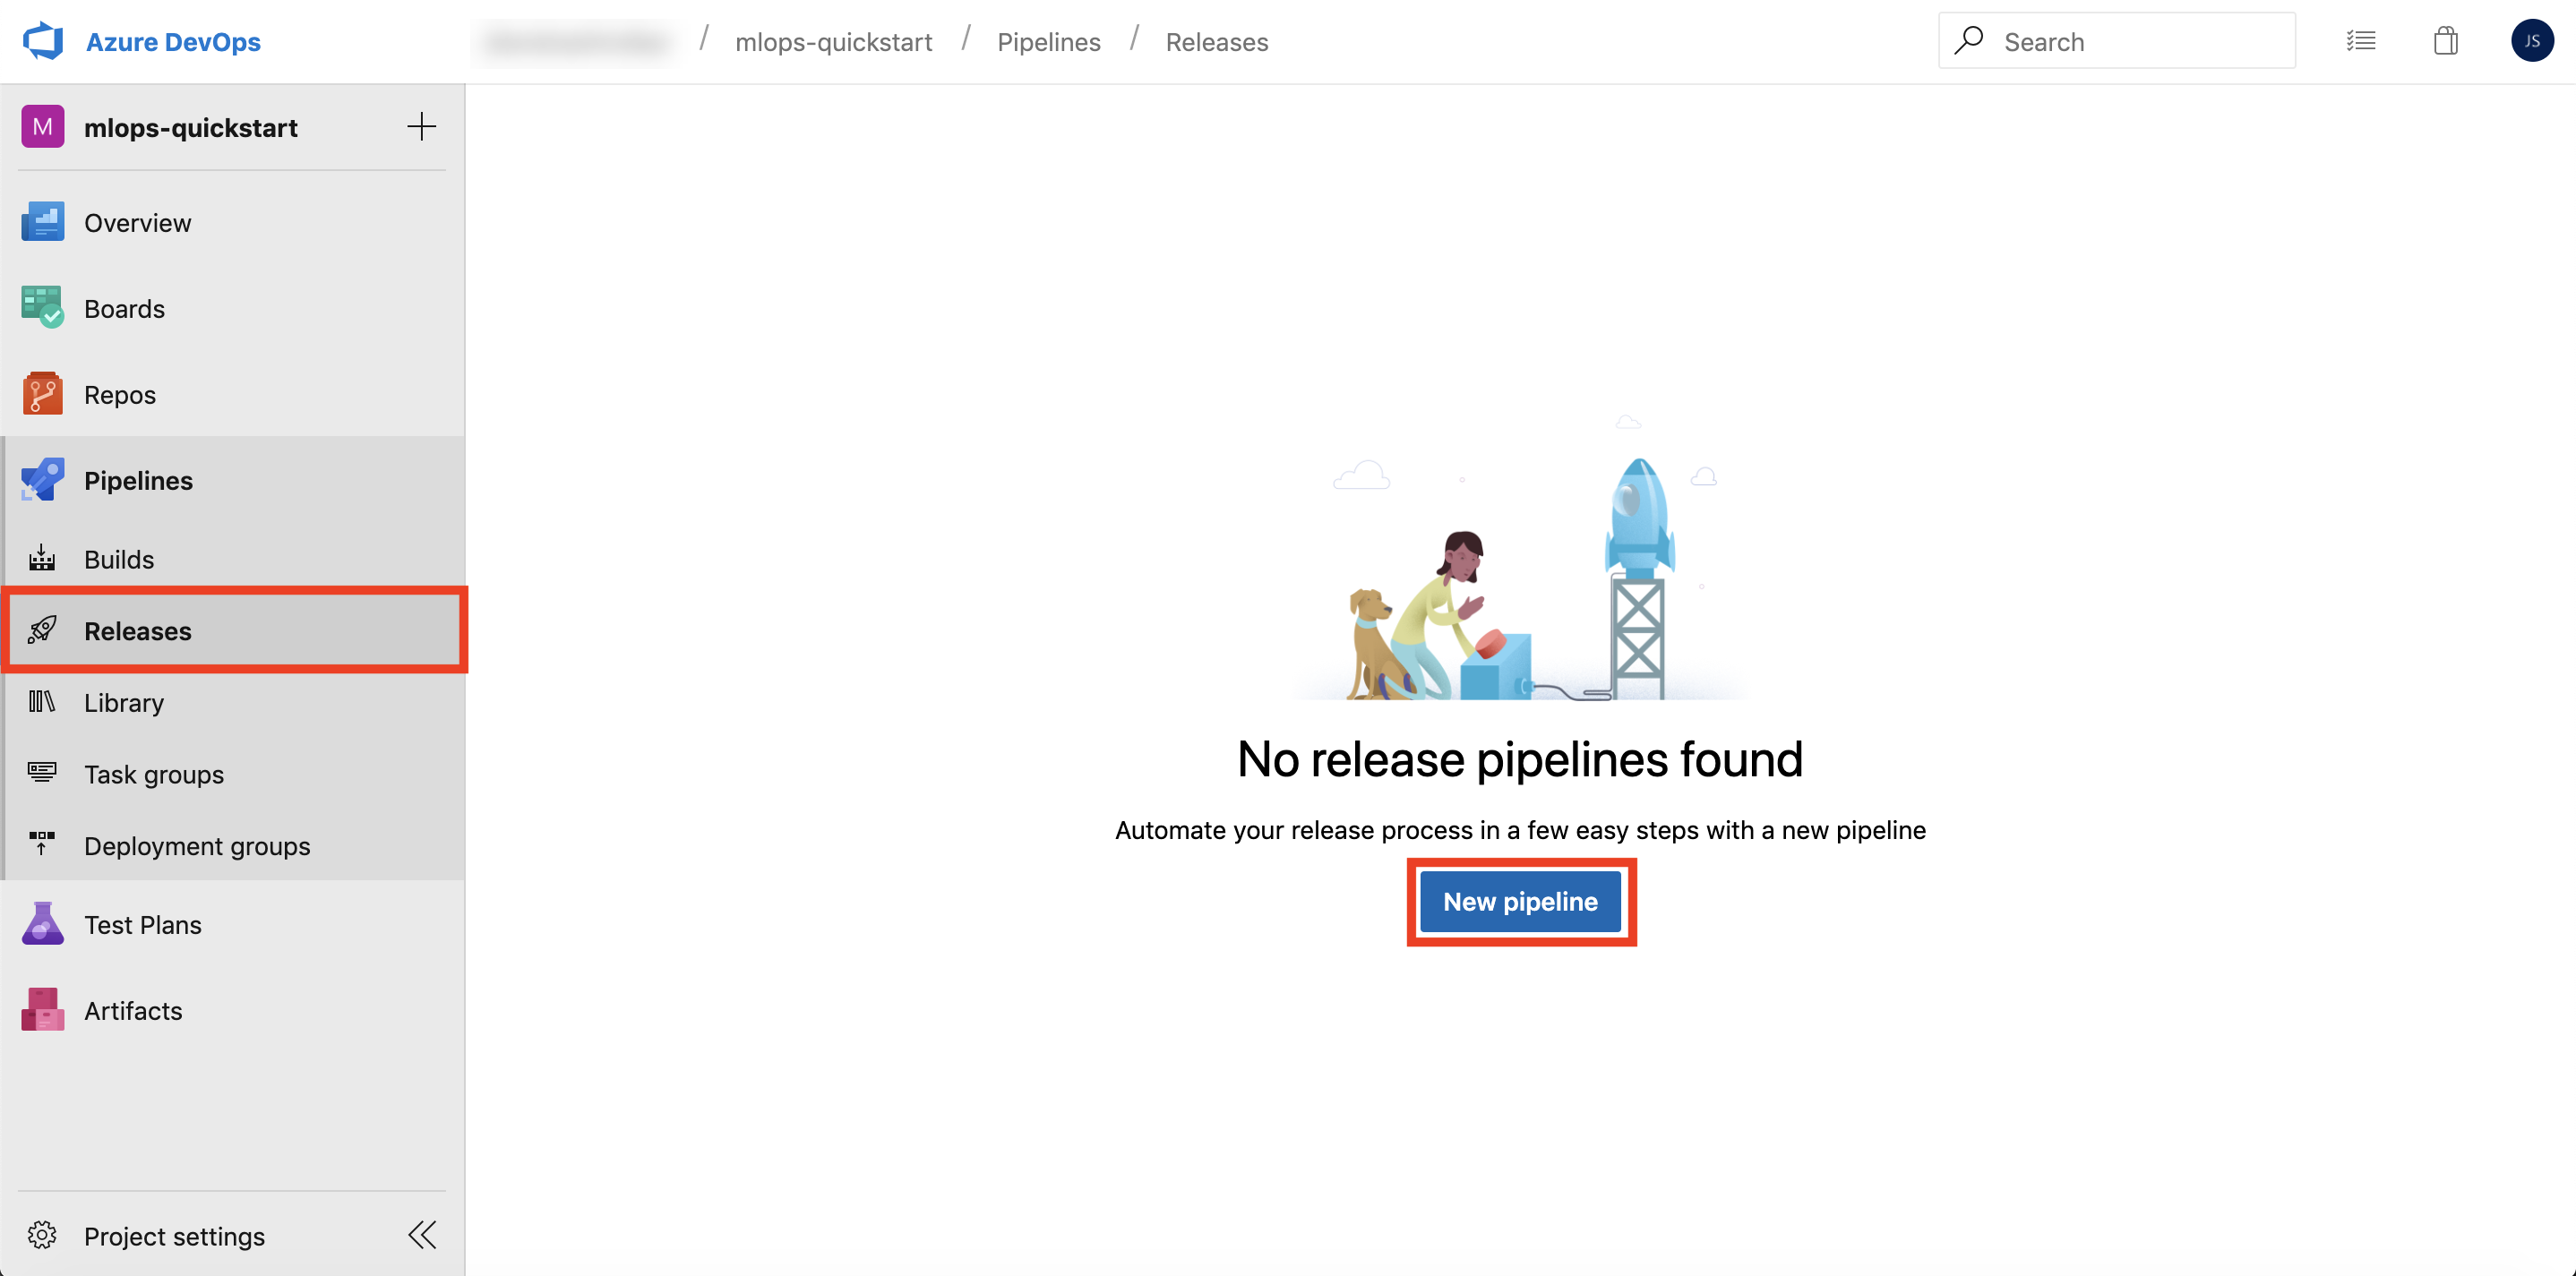 Azure DevOps
/ mlops-quickstart / Pipelines / Releases
Search
JS
M mlops-quickstart
Overview
Boards
Repos
Pipelines
Builds
Releases
Library
Task groups
Deployment groups
Test Plans
Artifacts
Project settings
No release pipelines found
Automate your release process in a few easy steps with a new pipeline
New pipeline